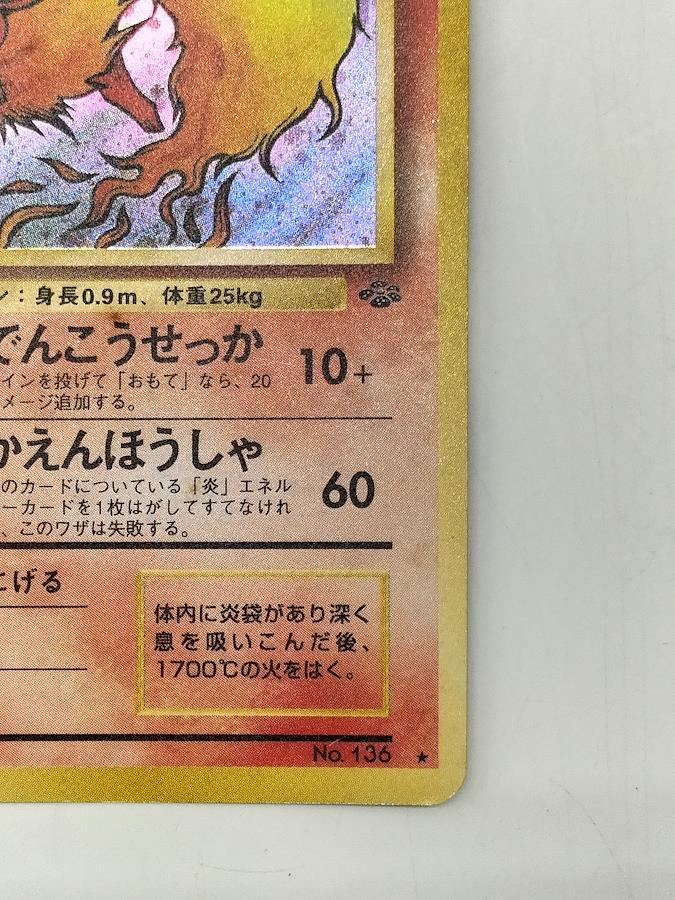 ン：身長0.9m、体重25kg
でんこうせっか 10+
インを投げて「おもて」なら、20
メージ追加する。
かえんほうしゃ 60
のカードについている「炎」エネル
ーカードを1枚はがしてすてなけれ
、このワザは失敗する。
にげる
体内に炎袋があり深く
息を吸いこんだ後、
1700℃の火をはく。
No. 136 ★